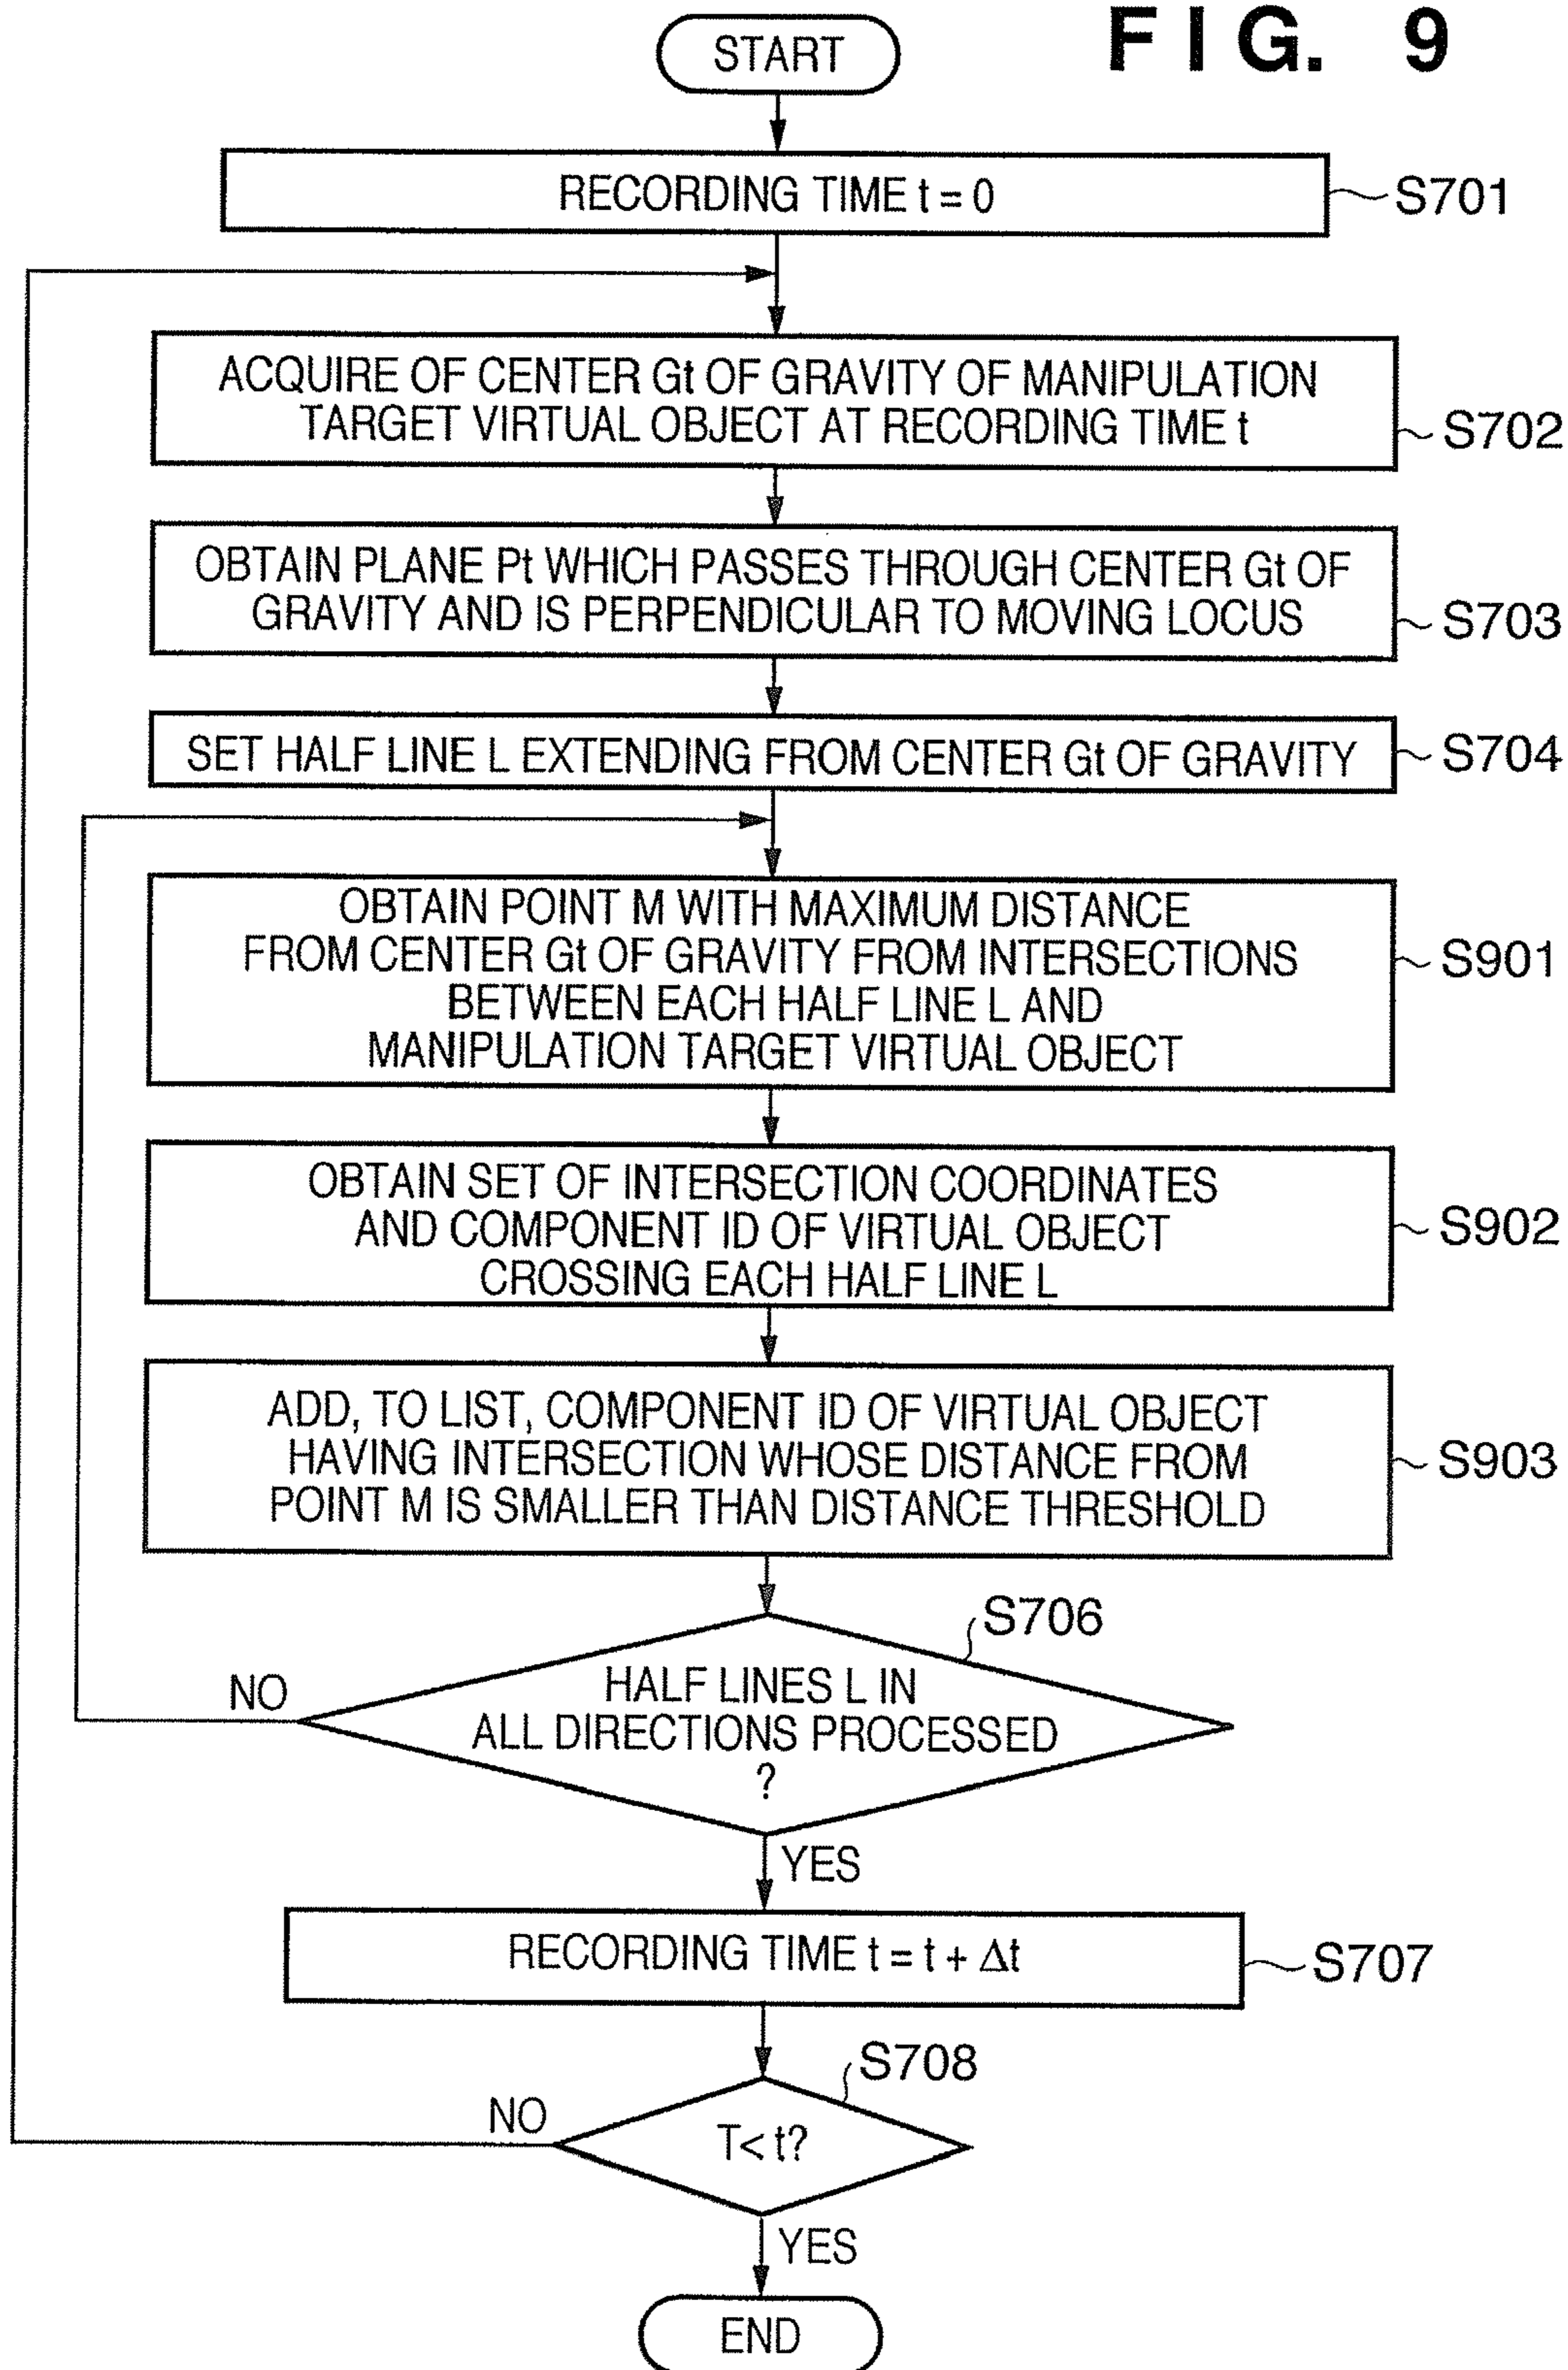 FIG. 9
START
RECORDING TIME t = 0
S701
ACQUIRE OF CENTER Gt OF GRAVITY OF MANIPULATION
TARGET VIRTUAL OBJECT AT RECORDING TIME t
S702
OBTAIN PLANE Pt WHICH PASSES THROUGH CENTER Gt OF
GRAVITY AND IS PERPENDICULAR TO MOVING LOCUS
S703
SET HALF LINE L EXTENDING FROM CENTER Gt OF GRAVITY
S704
OBTAIN POINT M WITH MAXIMUM DISTANCE
FROM CENTER Gt OF GRAVITY FROM INTERSECTIONS
BETWEEN EACH HALF LINE L AND
MANIPULATION TARGET VIRTUAL OBJECT
S901
OBTAIN SET OF INTERSECTION COORDINATES
AND COMPONENT ID OF VIRTUAL OBJECT
CROSSING EACH HALF LINE L
S902
ADD, TO LIST, COMPONENT ID OF VIRTUAL OBJECT
HAVING INTERSECTION WHOSE DISTANCE FROM
POINT M IS SMALLER THAN DISTANCE THRESHOLD
S903
S706
HALF LINES L IN
ALL DIRECTIONS PROCESSED
?
NO
YES
RECORDING TIME t = t + Δt
S707
S708
T< t?
NO
YES
END